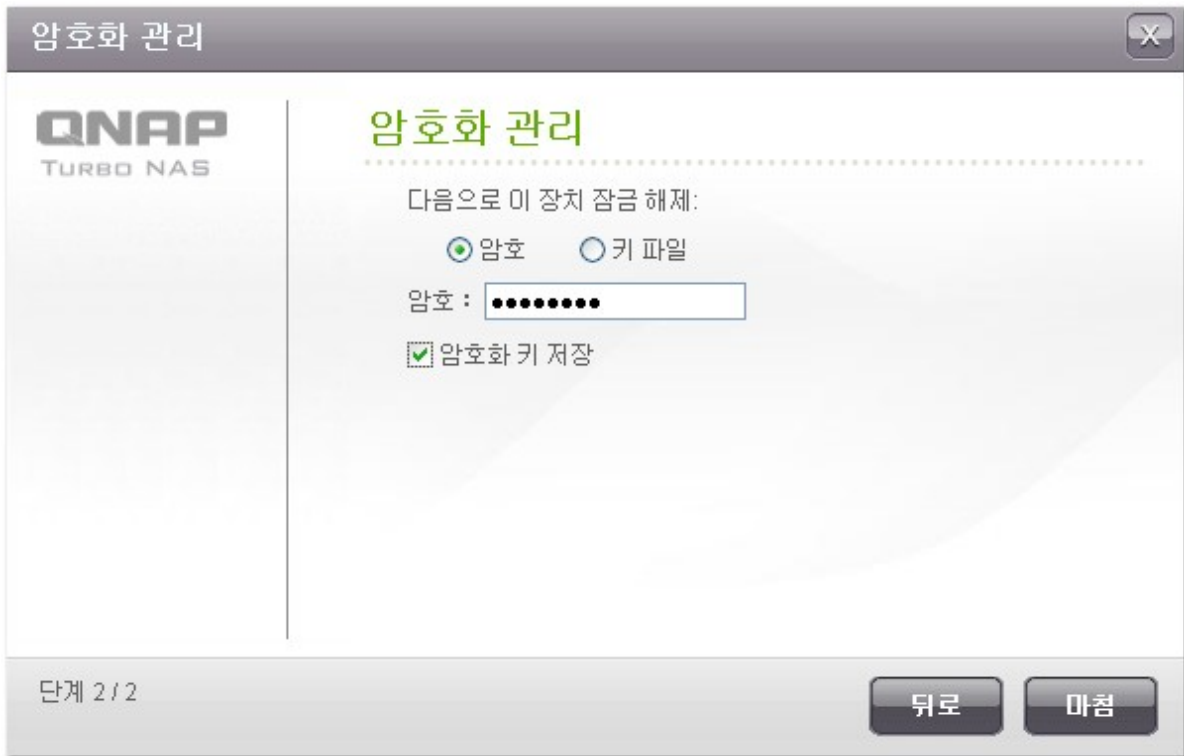 암호화 관리
X
QNAP
TURBO NAS
암호화 관리
다음으로 이 장치 잠금 해제:
암호 키 파일
암호 : ●●●●●●●●
암호화 키 저장
단계 2 / 2
뒤로 마침